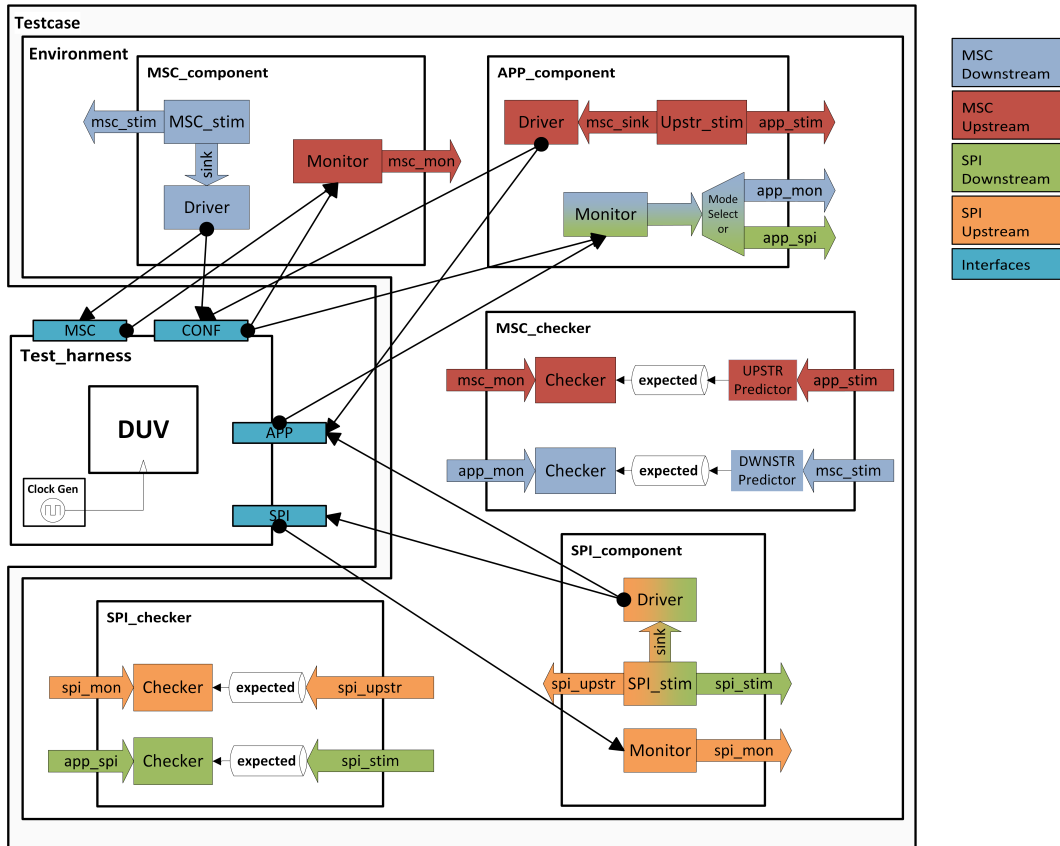 Testcase
Environment
MSC_component
msc_stim
MSC_stim
sink
Driver
Monitor
msc_mon
APP_component
Driver
msc_sink
Upstr_stim
app_stim
Monitor
Mode
Select
or
app_mon
app_spi
MSC
Downstream
MSC
Upstream
SPI
Downstream
SPI
Upstream
Interfaces
MSC
CONF
Test_harness
DUV
Clock Gen
APP
SPI
MSC_checker
msc_mon
Checker
expected
UPSTR
Predictor
app_stim
app_mon
Checker
expected
DWNSTR
Predictor
msc_stim
SPI_component
Driver
sink
spi_upstr
SPI_stim
spi_stim
Monitor
spi_mon
SPI_checker
spi_mon
Checker
expected
spi_upstr
app_spi
Checker
expected
spi_stim